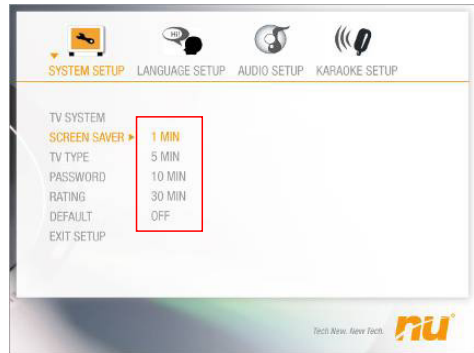 Hi!
SYSTEM SETUP LANGUAGE SETUP AUDIO SETUP KARAOKE SETUP
TV SYSTEM
SCREEN SAVER 1 MIN
TV TYPE 5 MIN
PASSWORD 10 MIN
RATING 30 MIN
DEFAULT OFF
EXIT SETUP
Tech New. New Tech. nu